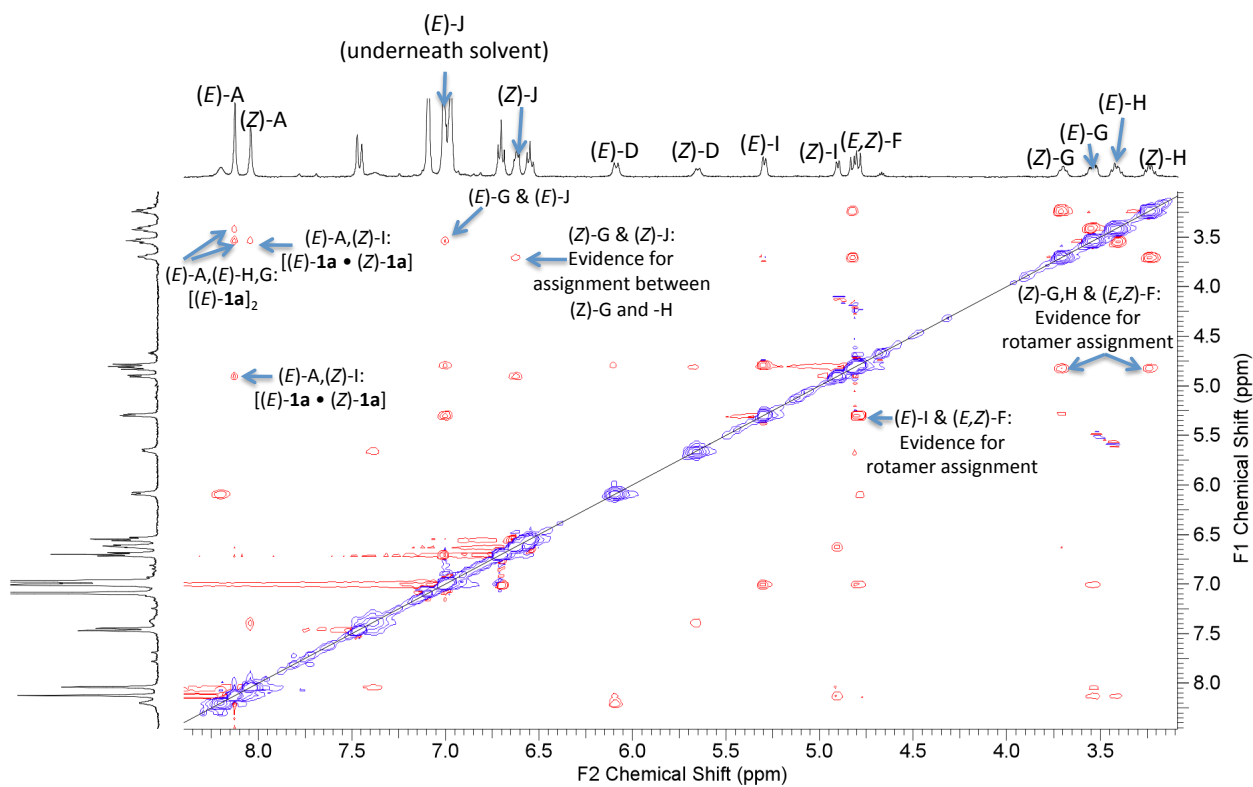 (E)-J
(underneath solvent)
(E)-A
(Z)-A
(Z)-J
(E)-D
(Z)-D
(E)-I
(Z)-I
(E,Z)-F
(Z)-G
(E)-G
(E)-H
(Z)-H
(E)-G & (E)-J
(E)-A,(Z)-I:
[(E)-1a • (Z)-1a]
(E)-A,(E)-H,G:
[(E)-1a]2
(Z)-G & (Z)-J:
Evidence for
assignment between
(Z)-G and -H
(Z)-G,H & (E,Z)-F:
Evidence for
rotamer assignment
(E)-A,(Z)-I:
[(E)-1a • (Z)-1a]
(E)-I & (E,Z)-F:
Evidence for
rotamer assignment
3.5
4.0
4.5
5.0
5.5
6.0
6.5
7.0
7.5
8.0
F1 Chemical Shift (ppm)
8.0 7.5 7.0 6.5 6.0 5.5 5.0 4.5 4.0 3.5
F2 Chemical Shift (ppm)